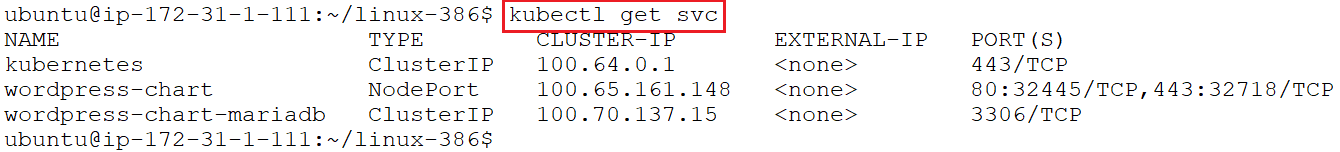 ubuntu@ip-172-31-1-111:~/linux-386$ kubectl get svc
NAME TYPE CLUSTER-IP EXTERNAL-IP PORT(S)
kubernetes ClusterIP 100.64.0.1 <none> 443/TCP
wordpress-chart NodePort 100.65.161.148 <none> 80:32445/TCP,443:32718/TCP
wordpress-chart-mariadb ClusterIP 100.70.137.15 <none> 3306/TCP
ubuntu@ip-172-31-1-111:~/linux-386$